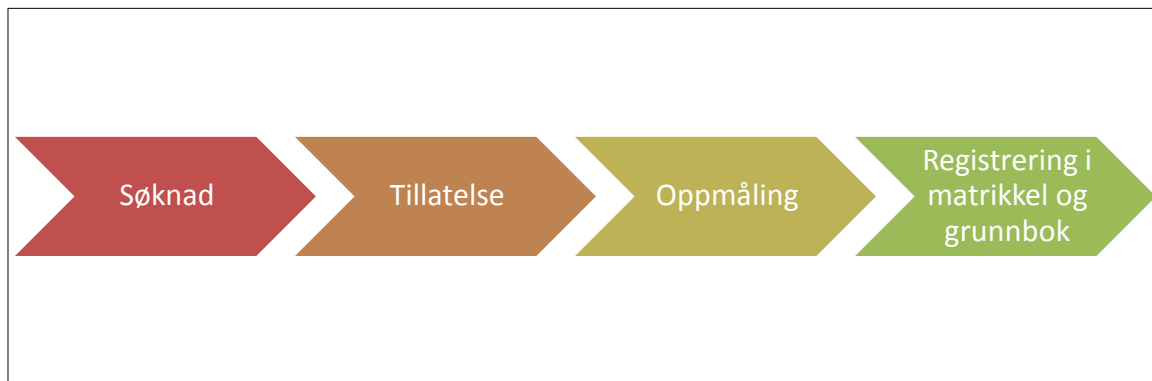 Søknad
Tillatelse
Oppmåling
Registrering i
matrikkel og
grunnbok